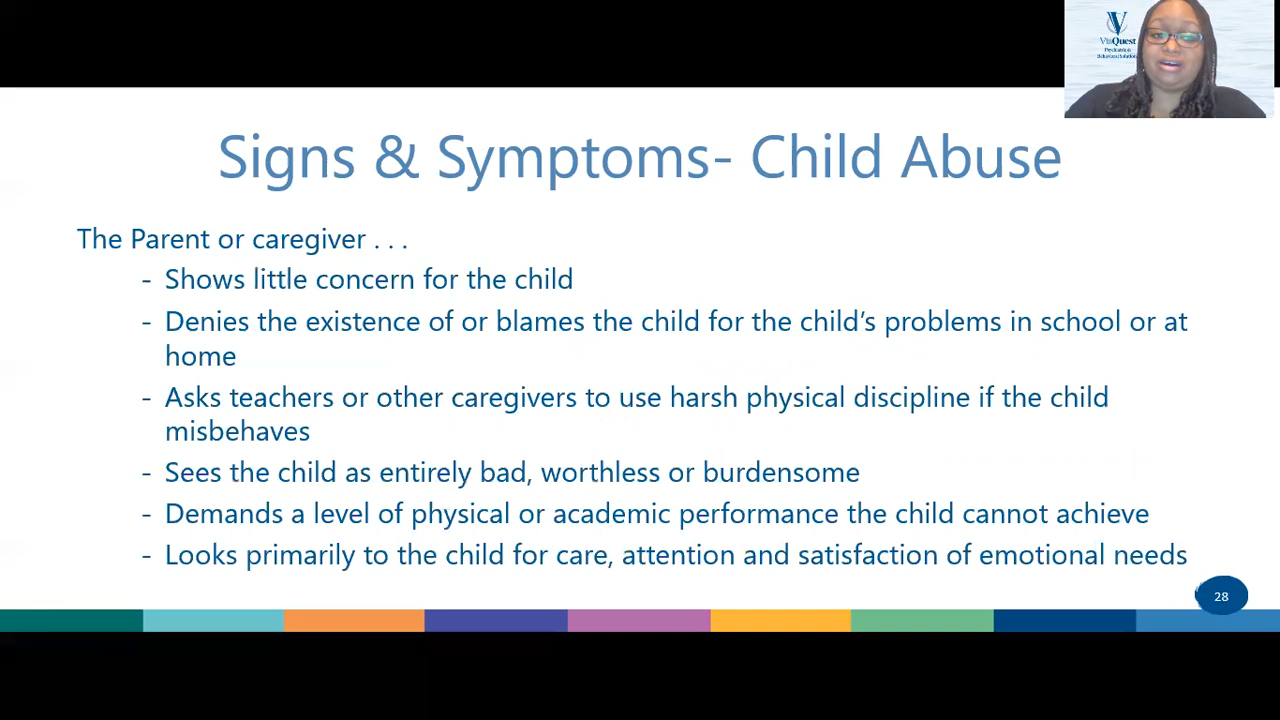 ViaQuest
Psychiatric &
Behavioral Solutions
Signs & Symptoms- Child Abuse
The Parent or caregiver . . .
- Shows little concern for the child
- Denies the existence of or blames the child for the child's problems in school or at
home
- Asks teachers or other caregivers to use harsh physical discipline if the child
misbehaves
- Sees the child as entirely bad, worthless or burdensome
- Demands a level of physical or academic performance the child cannot achieve
- Looks primarily to the child for care, attention and satisfaction of emotional needs
28